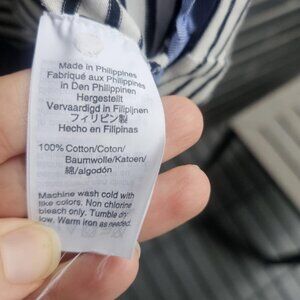 Made in Philippines
Fabriqué aux Philippines
in Den Philippinen
Hergestellt
Vervaardigd in Filipijnen
フィリピン製
Hecho en Filipinas
100% Cotton/Coton/
Baumwolle/Katoen/
綿/algodón
Machine wash cold with
like colors. Non chlorine
bleach only. Tumble dry
low. Warm iron as needed.